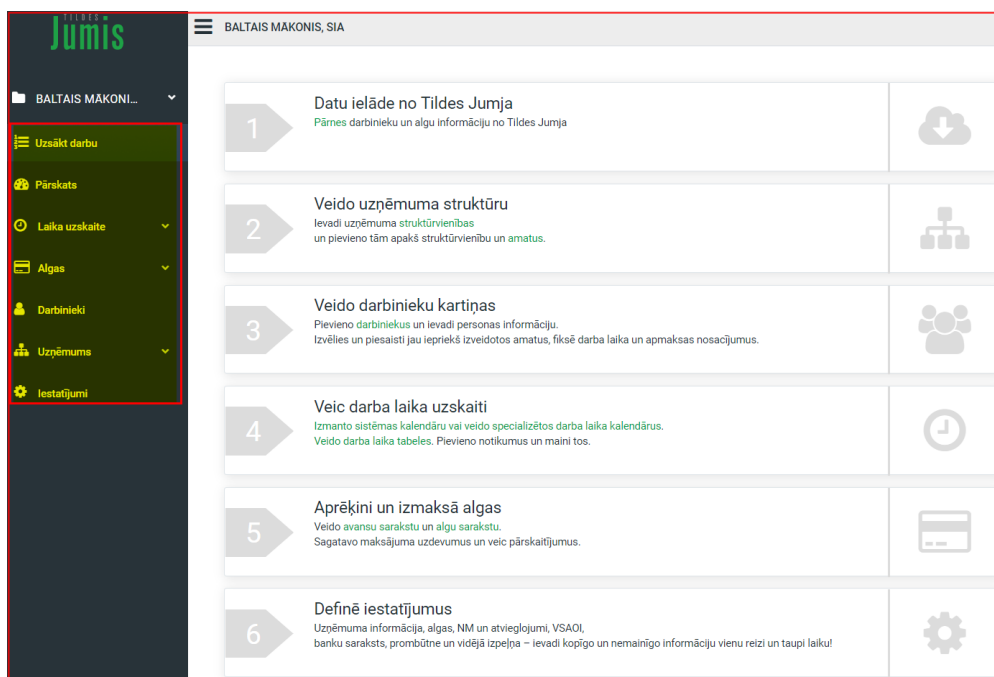 TILDES
Jumis
BALTAIS MĀKONI...
Uzsākt darbu
Pārskats
Laika uzskaite
Algas
Darbinieki
Uzņēmums
Iestatījumi
BALTAIS MĀKONIS, SIA
1
Datu ielāde no Tildes Jumja
Pārnes darbinieku un algu informāciju no Tildes Jumja
2
Veido uzņēmuma struktūru
Ievadi uzņēmuma struktūrvienības
un pievieno tām apakš struktūrvienību un amatus.
3
Veido darbinieku kartiņas
Pievieno darbiniekus un ievadi personas informāciju.
Izvēlies un piesaisti jau iepriekš izveidotos amatus, fiksē darba laika un apmaksas nosacījumus.
4
Veic darba laika uzskaiti
Izmanto sistēmas kalendāru vai veido specializētos darba laika kalendārus.
Veido darba laika tabeles. Pievieno notikumus un maini tos.
5
Aprēķini un izmaksā algas
Veido avansu sarakstu un algu sarakstu.
Sagatavo maksājuma uzdevumus un veic pārskaitījumus.
6
Definē iestatījumus
Uzņēmuma informācija, algas, NM un atvieglojumi, VSAOI,
banku saraksts, prombūtne un vidējā izpeļņa – ievadi kopīgo un nemainīgo informāciju vienu reizi un taupi laiku!